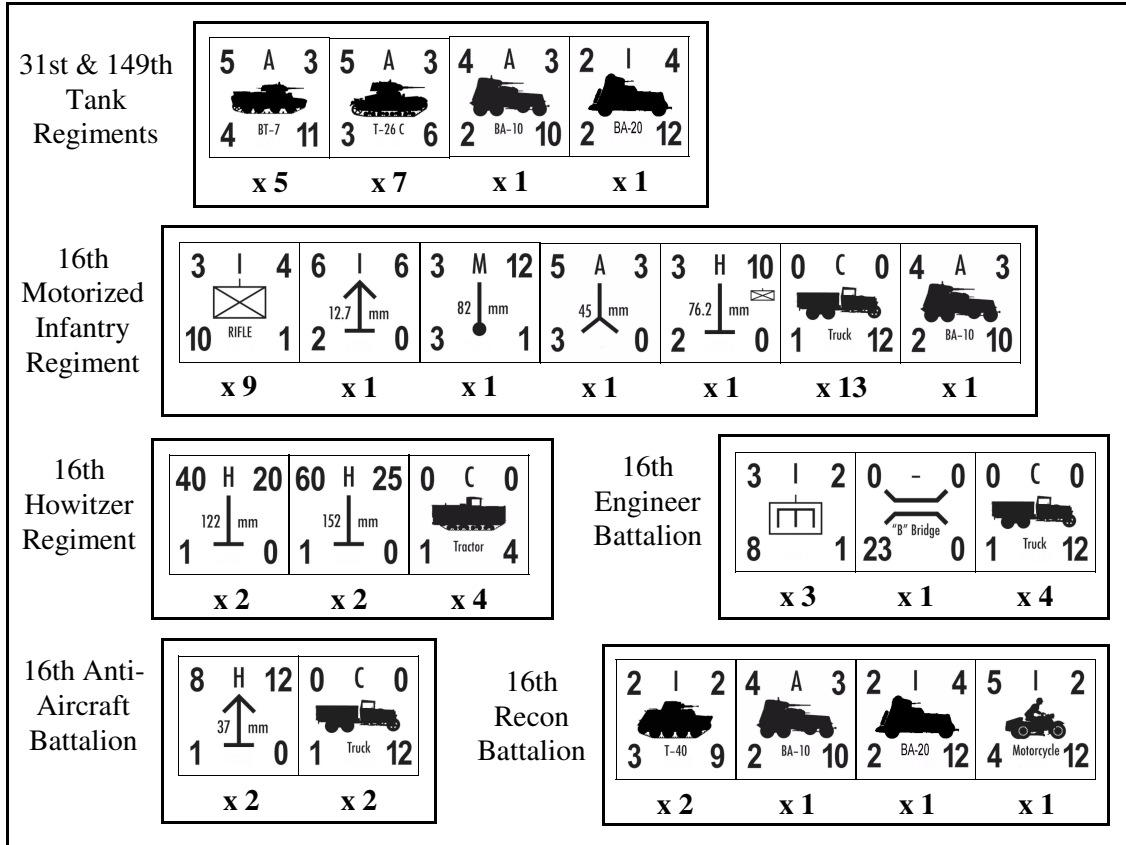 31st & 149th
Tank
Regiments
5 A 3 5 A 3 4 A 3 2 I 4
BT-7 T-26 C BA-10 BA-20
4 11 3 6 2 10 2 12
x 5 x 7 x 1 x 1
16th
Motorized
Infantry
Regiment
3 I 4 6 I 6 3 M 12 5 A 3 3 H 10 0 C 0 4 A 3
12.7 mm 82 mm 45 mm 76.2 mm
RIFLE Truck BA-10
10 1 2 0 3 1 3 0 2 0 1 12 2 10
x 9 x 1 x 1 x 1 x 1 x 13 x 1
16th
Howitzer
Regiment
40 H 20 60 H 25 0 C 0
122 mm 152 mm Tractor
1 0 1 0 1 4
x 2 x 2 x 4
16th
Engineer
Battalion
3 I 2 0 - 0 0 C 0
"B" Bridge Truck
8 1 23 0 1 12
x 3 x 1 x 4
16th Anti-
Aircraft
Battalion
8 H 12 0 C 0
37 mm Truck
1 0 1 12
x 2 x 2
16th
Recon
Battalion
2 I 2 4 A 3 2 I 4 5 I 2
T-40 BA-10 BA-20 Motorcycle
3 9 2 10 2 12 4 12
x 2 x 1 x 1 x 1